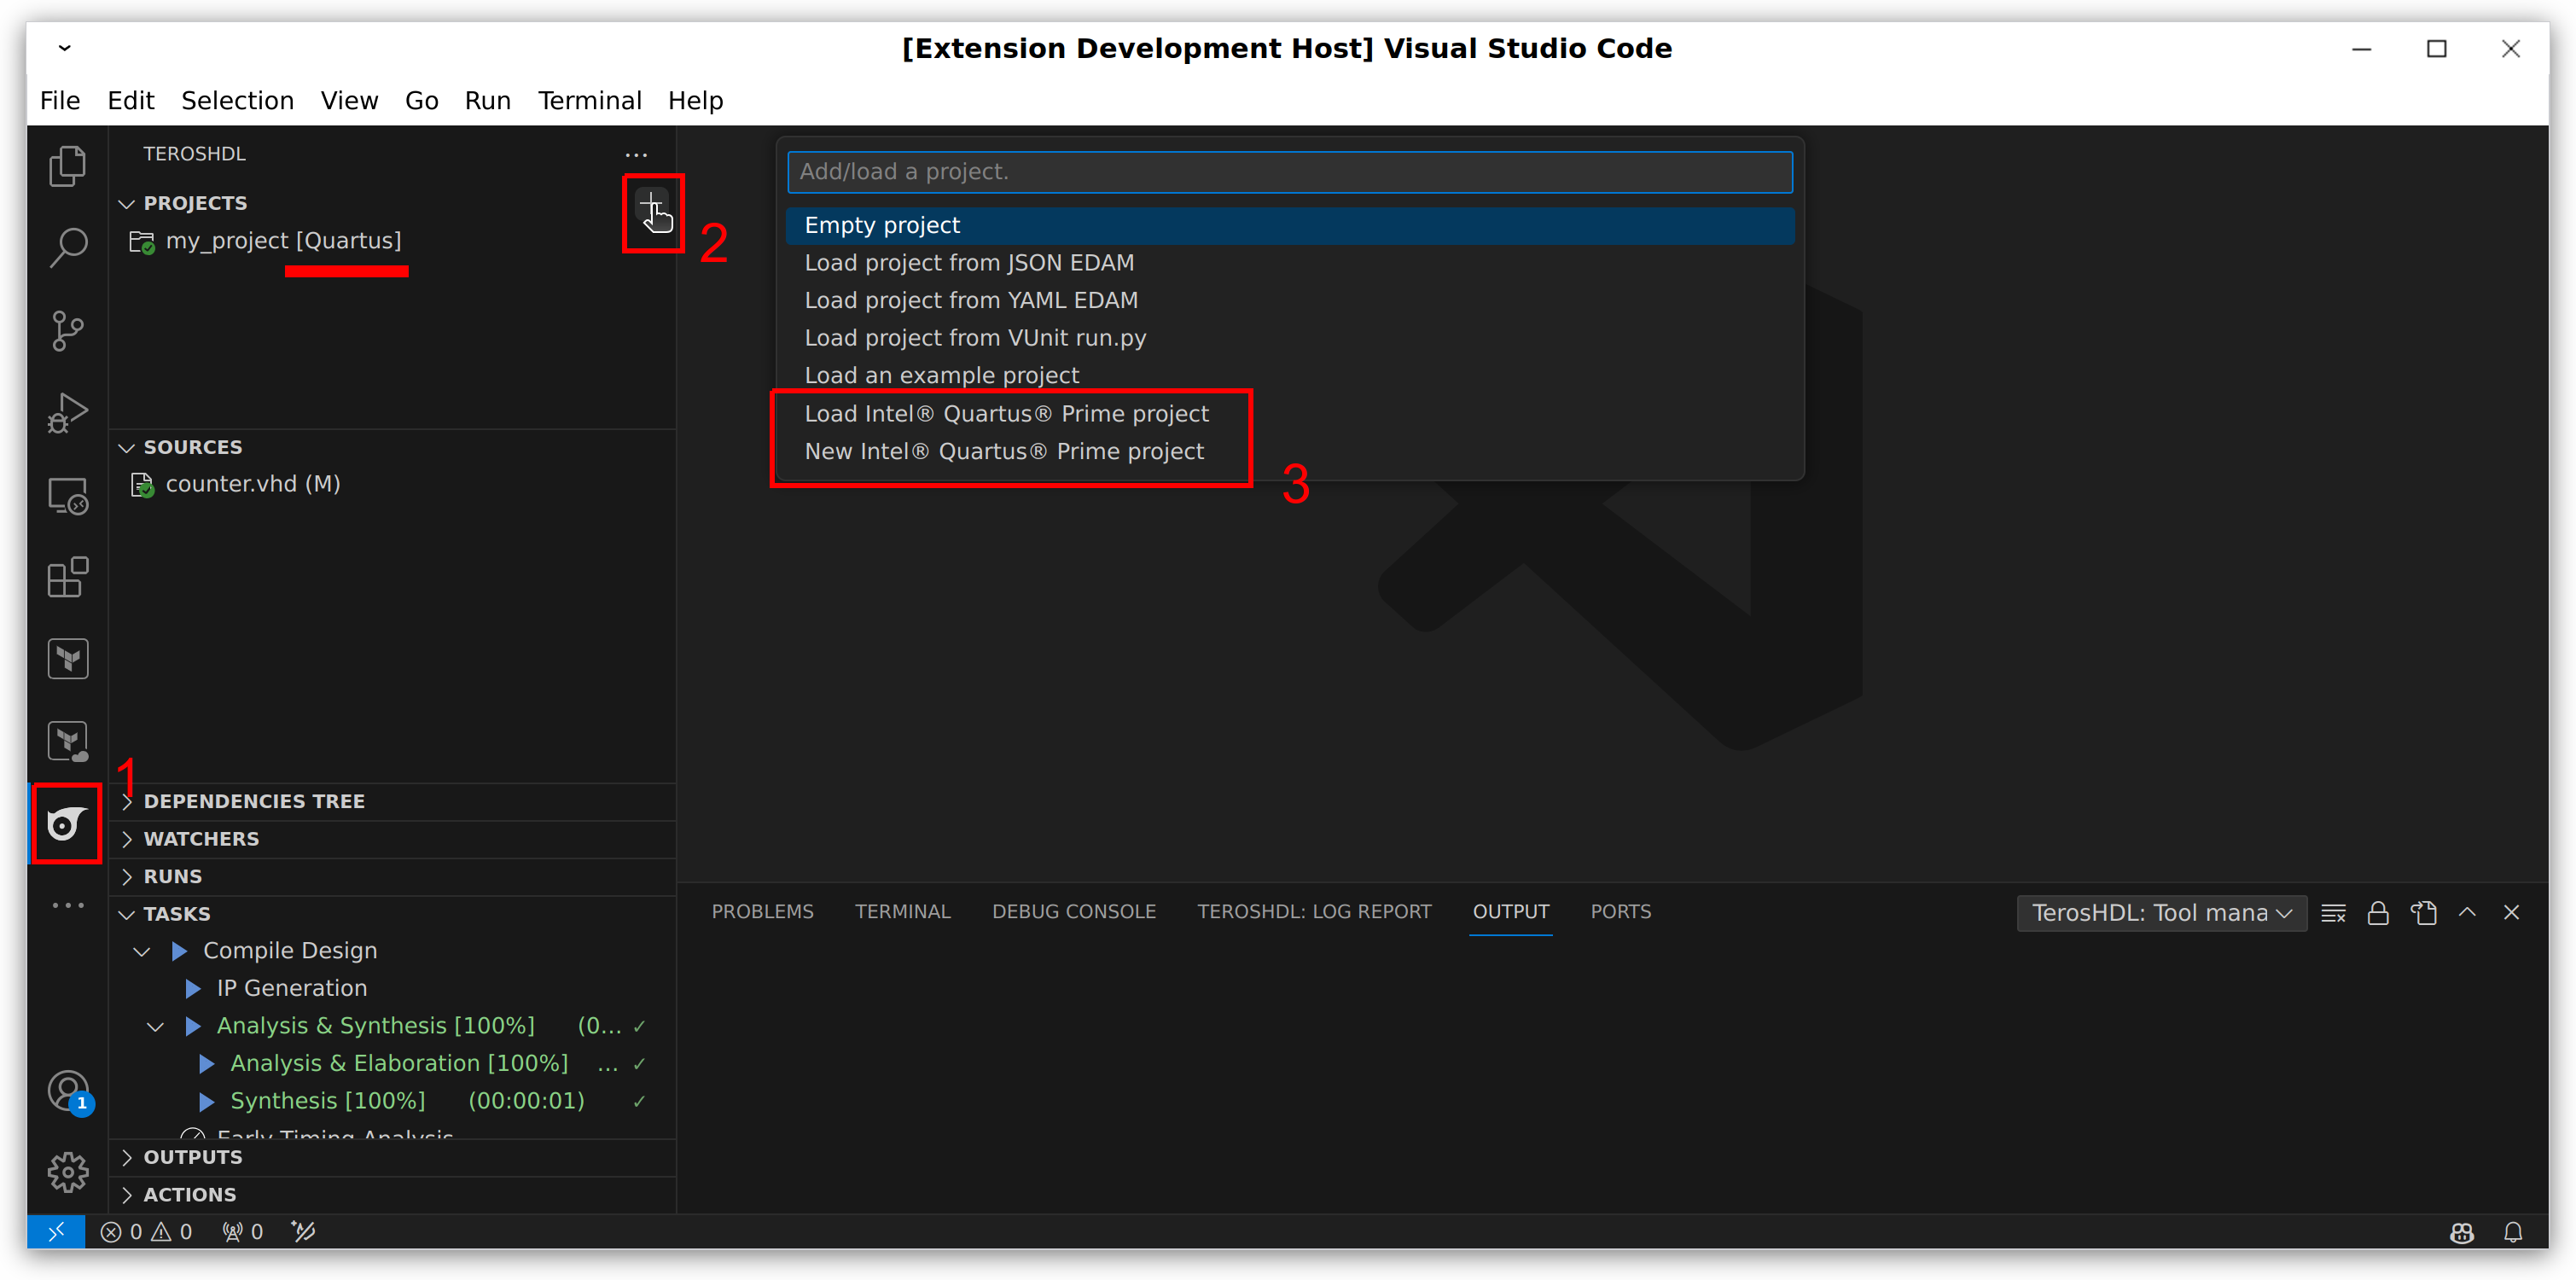 [Extension Development Host] Visual Studio Code
File Edit Selection View Go Run Terminal Help
TEROSHDL
PROJECTS
my_project [Quartus]
2
Add/load a project.
Empty project
Load project from JSON EDAM
Load project from YAML EDAM
Load project from VUnit run.py
Load an example project
Load Intel® Quartus® Prime project
New Intel® Quartus® Prime project
3
SOURCES
counter.vhd (M)
1
DEPENDENCIES TREE
WATCHERS
RUNS
TASKS
Compile Design
IP Generation
Analysis & Synthesis [100%] (0... ✓
Analysis & Elaboration [100%] ... ✓
Synthesis [100%] (00:00:01) ✓
Early Timing Analysis
OUTPUTS
ACTIONS
PROBLEMS TERMINAL DEBUG CONSOLE TEROSHDL: LOG REPORT OUTPUT PORTS
TerosHDL: Tool mana
1
0 0 0